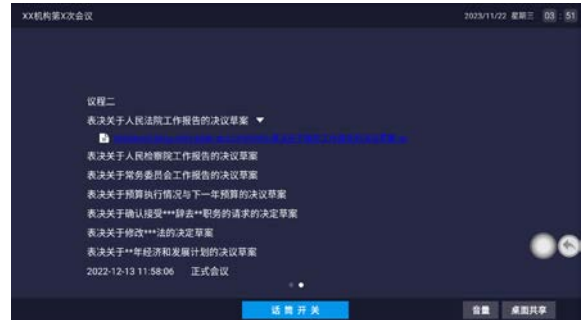 XX机构第X次会议
2023/11/22 星期三 03 : 51
议程二
表决关于人民法院工作报告的决议草案
表决关于人民检察院工作报告的决议草案
表决关于常务委员会工作报告的决议草案
表决关于预算执行情况与下一年预算的决议草案
表决关于确认接受***辞去**职务的请求的决定草案
表决关于修改***法的决定草案
表决关于**年经济和发展计划的决议草案
2022-12-13 11:58:06 正式会议
话筒开关
音量
桌面共享